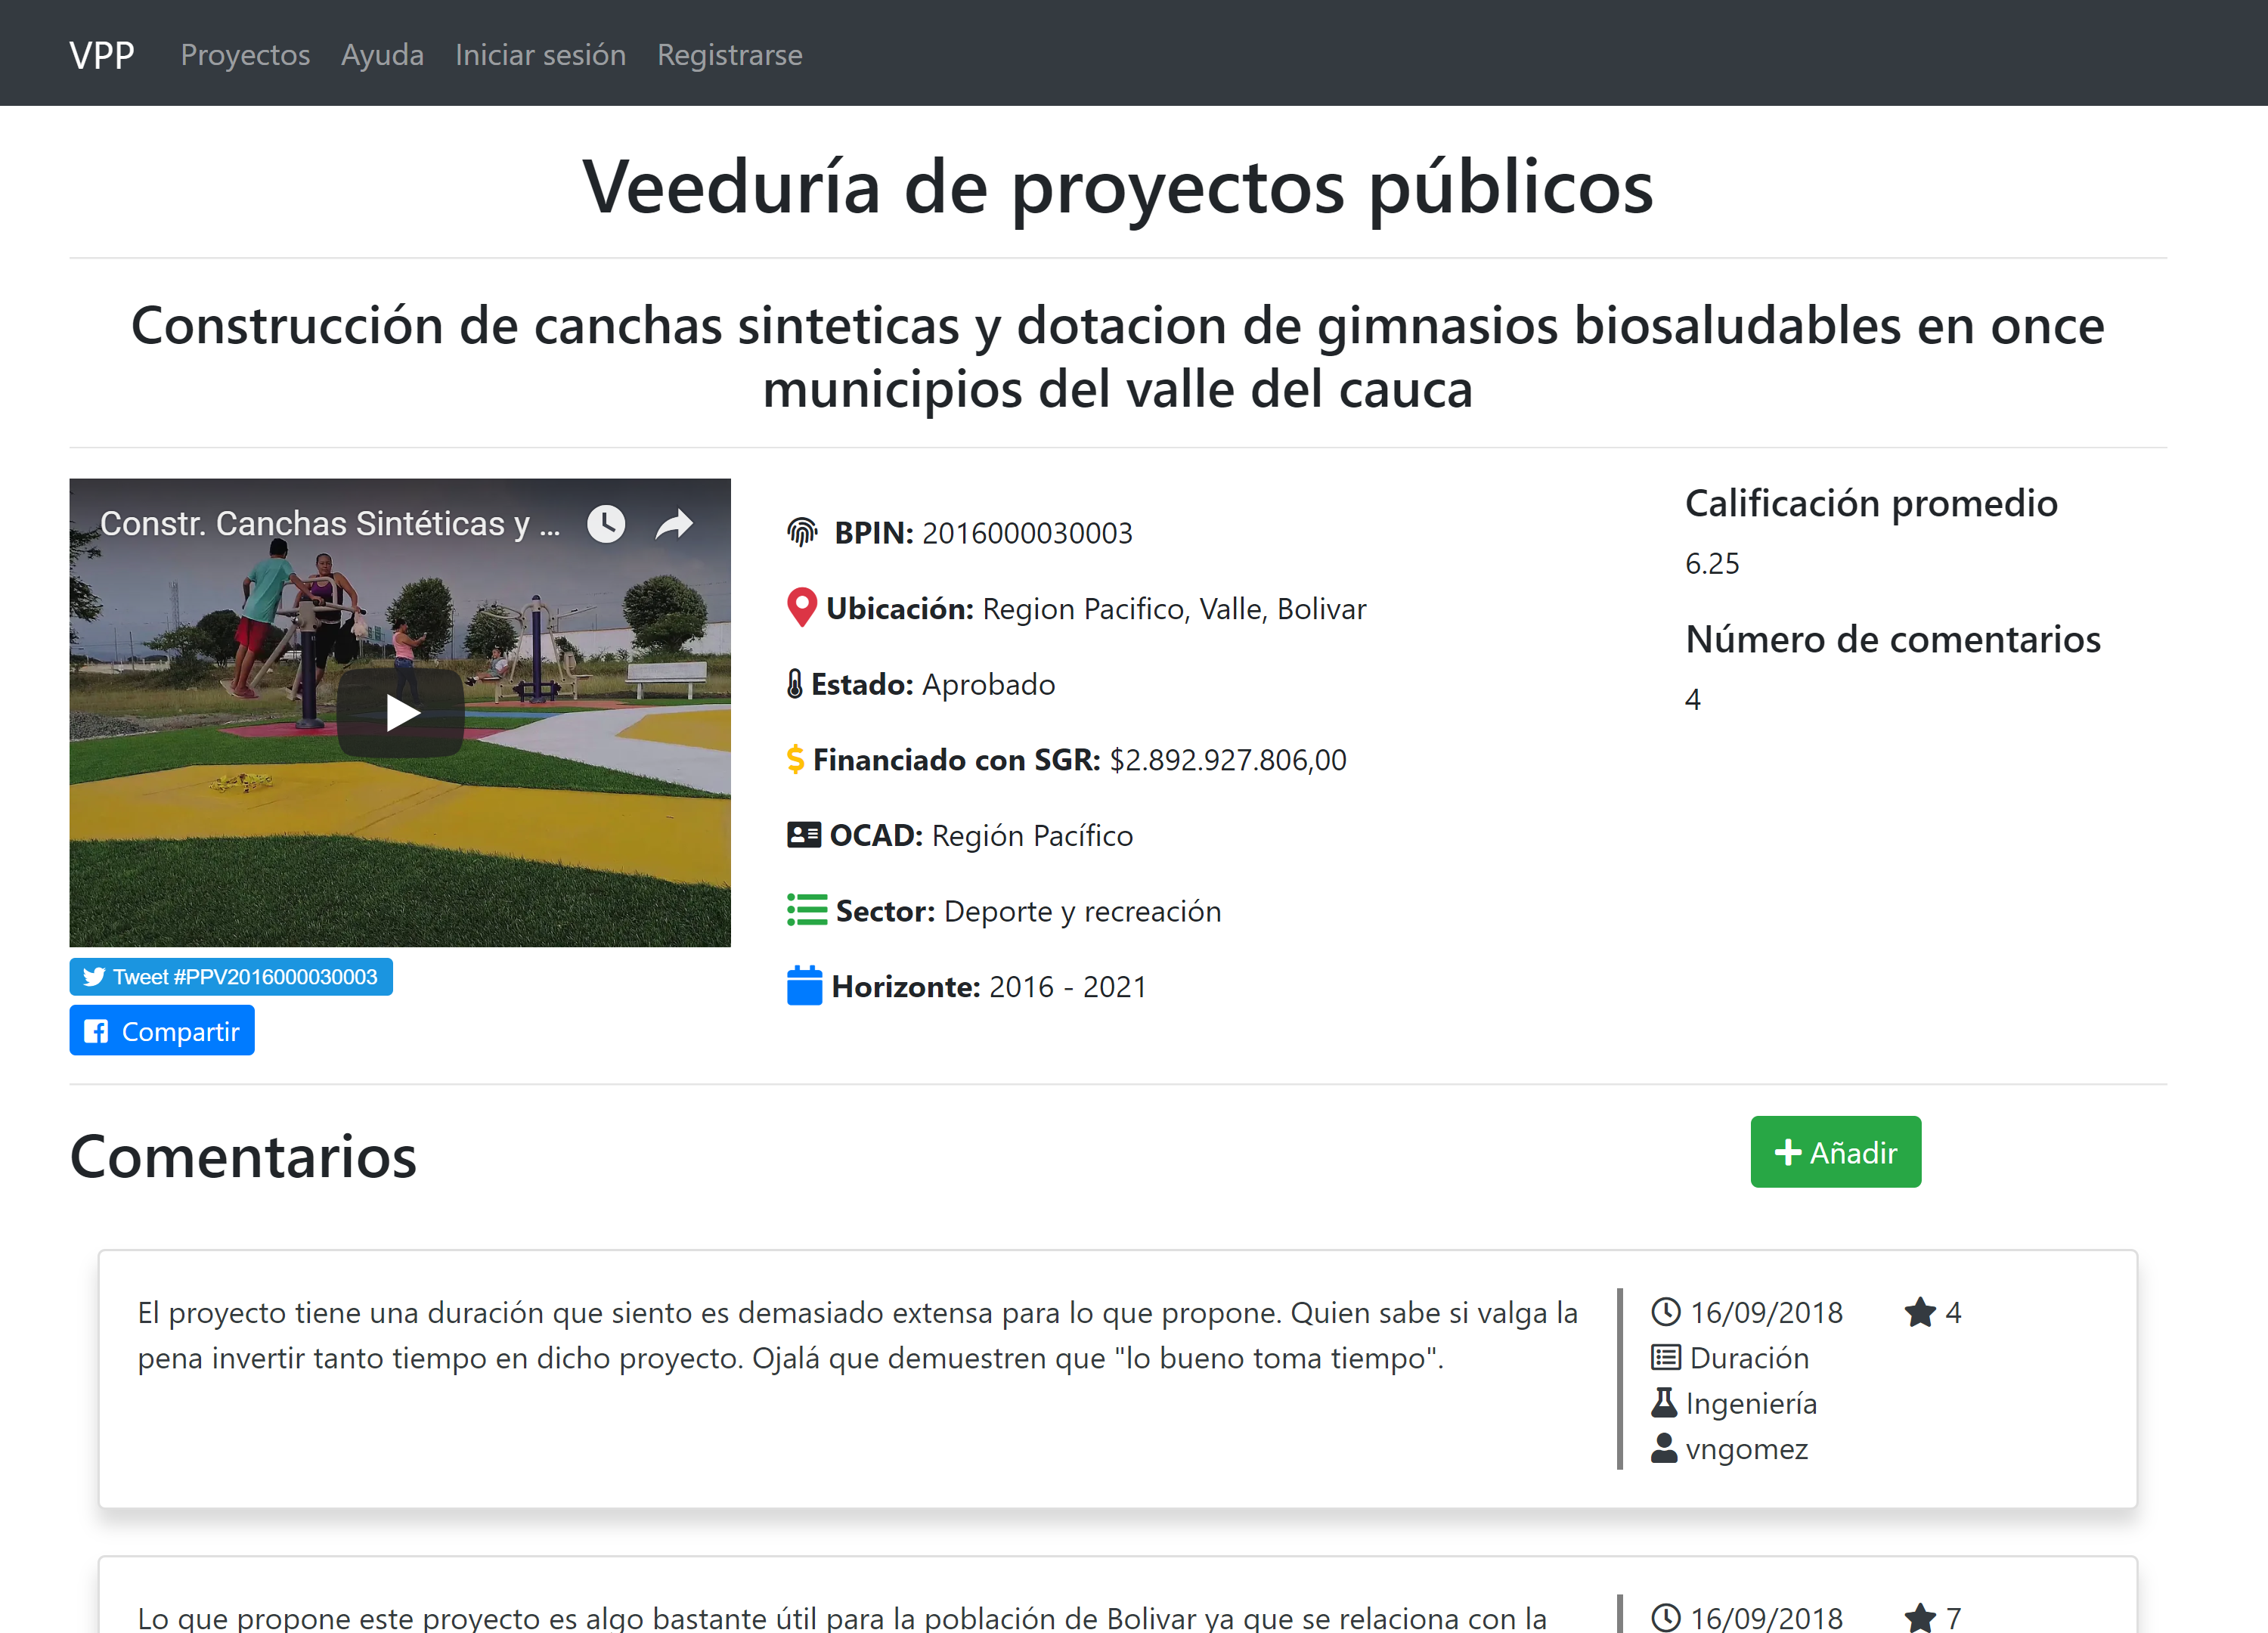 VPP Proyectos Ayuda Iniciar sesión Registrarse
Veeduría de proyectos públicos
Construcción de canchas sinteticas y dotacion de gimnasios biosaludables en once
municipios del valle del cauca
Constr. Canchas Sintéticas y ...
Tweet #PPV2016000030003
Compartir
BPIN: 2016000030003
Ubicación: Region Pacifico, Valle, Bolivar
Estado: Aprobado
Financiado con SGR: $2.892.927.806,00
OCAD: Región Pacífico
Sector: Deporte y recreación
Horizonte: 2016 - 2021
Calificación promedio
6.25
Número de comentarios
4
Comentarios
Añadir
El proyecto tiene una duración que siento es demasiado extensa para lo que propone. Quien sabe si valga la
pena invertir tanto tiempo en dicho proyecto. Ojalá que demuestren que "lo bueno toma tiempo".
16/09/2018 4
Duración
Ingeniería
vngomez
Lo que propone este proyecto es algo bastante útil para la población de Bolivar ya que se relaciona con la
16/09/2018 7